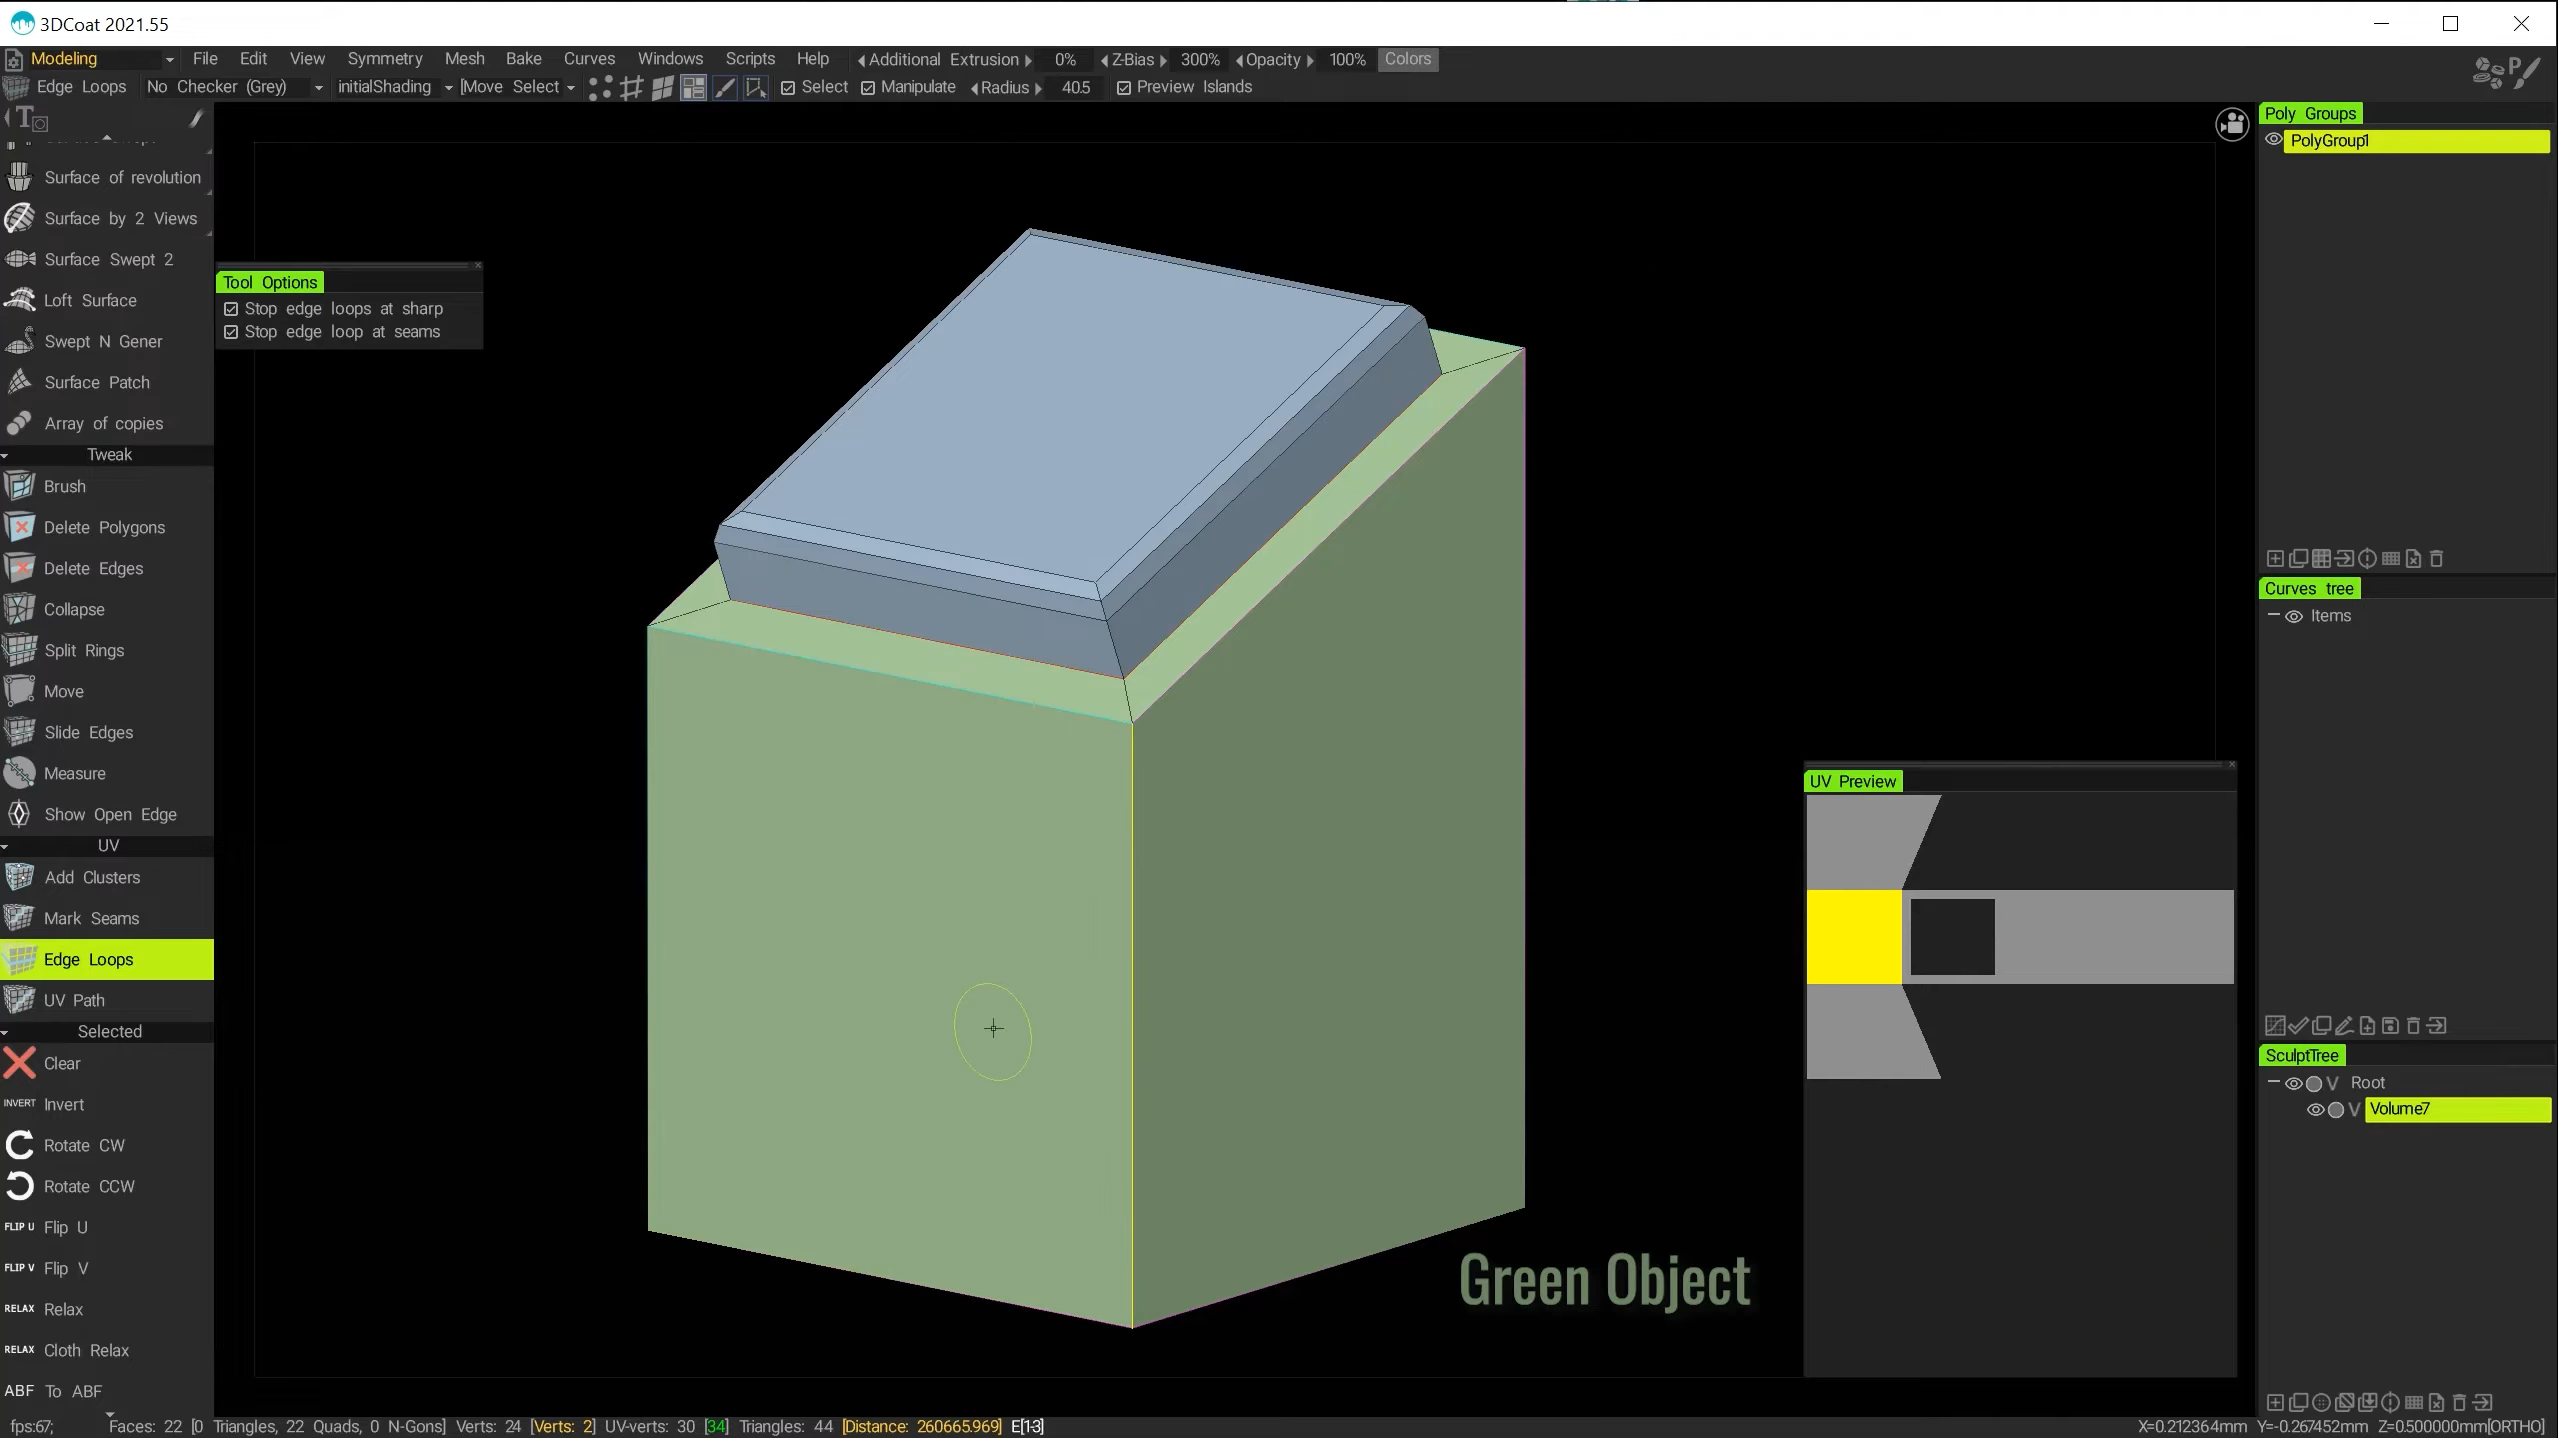 3DCoat 2021.55
Modeling File Edit View Symmetry Mesh Bake Curves Windows Scripts Help Additional Extrusion 0% Z-Bias 300% Opacity 100% Colors
Edge Loops No Checker (Grey) initialShading [Move Select Select Manipulate Radius 40.5 Preview Islands
T
Surface of revolution
Surface by 2 Views
Surface Swept 2
Loft Surface
Swept N Gener
Surface Patch
Array of copies
Tweak
Brush
Delete Polygons
Delete Edges
Collapse
Split Rings
Move
Slide Edges
Measure
Show Open Edge
UV
Add Clusters
Mark Seams
Edge Loops
UV Path
Selected
Clear
INVERT Invert
Rotate CW
Rotate CCW
FLIP U Flip U
FLIP V Flip V
RELAX Relax
RELAX Cloth Relax
ABF To ABF
Tool Options
Stop edge loops at sharp
Stop edge loop at seams
Green Object
UV Preview
P
Poly Groups
PolyGroup1
Curves tree
Items
SculptTree
V Root
V Volume7
fps:67; Faces: 22 [0 Triangles, 22 Quads, 0 N-Gons] Verts: 24 [Verts: 2] UV-verts: 30 [34] Triangles: 44 [Distance: 260665.969] E[1-3] X=0.212364mm Y=-0.267452mm Z=0.500000mm[ORTHO]